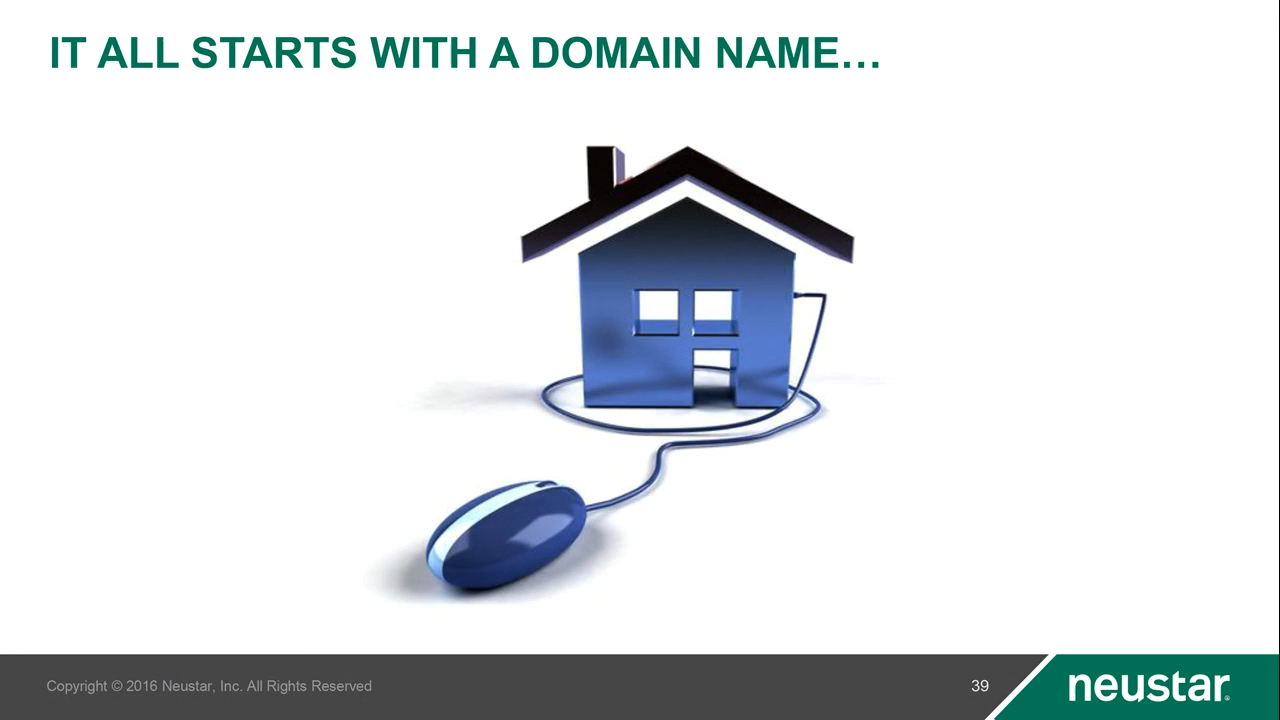 IT ALL STARTS WITH A DOMAIN NAME…
Copyright © 2016 Neustar, Inc. All Rights Reserved
39
neustar®